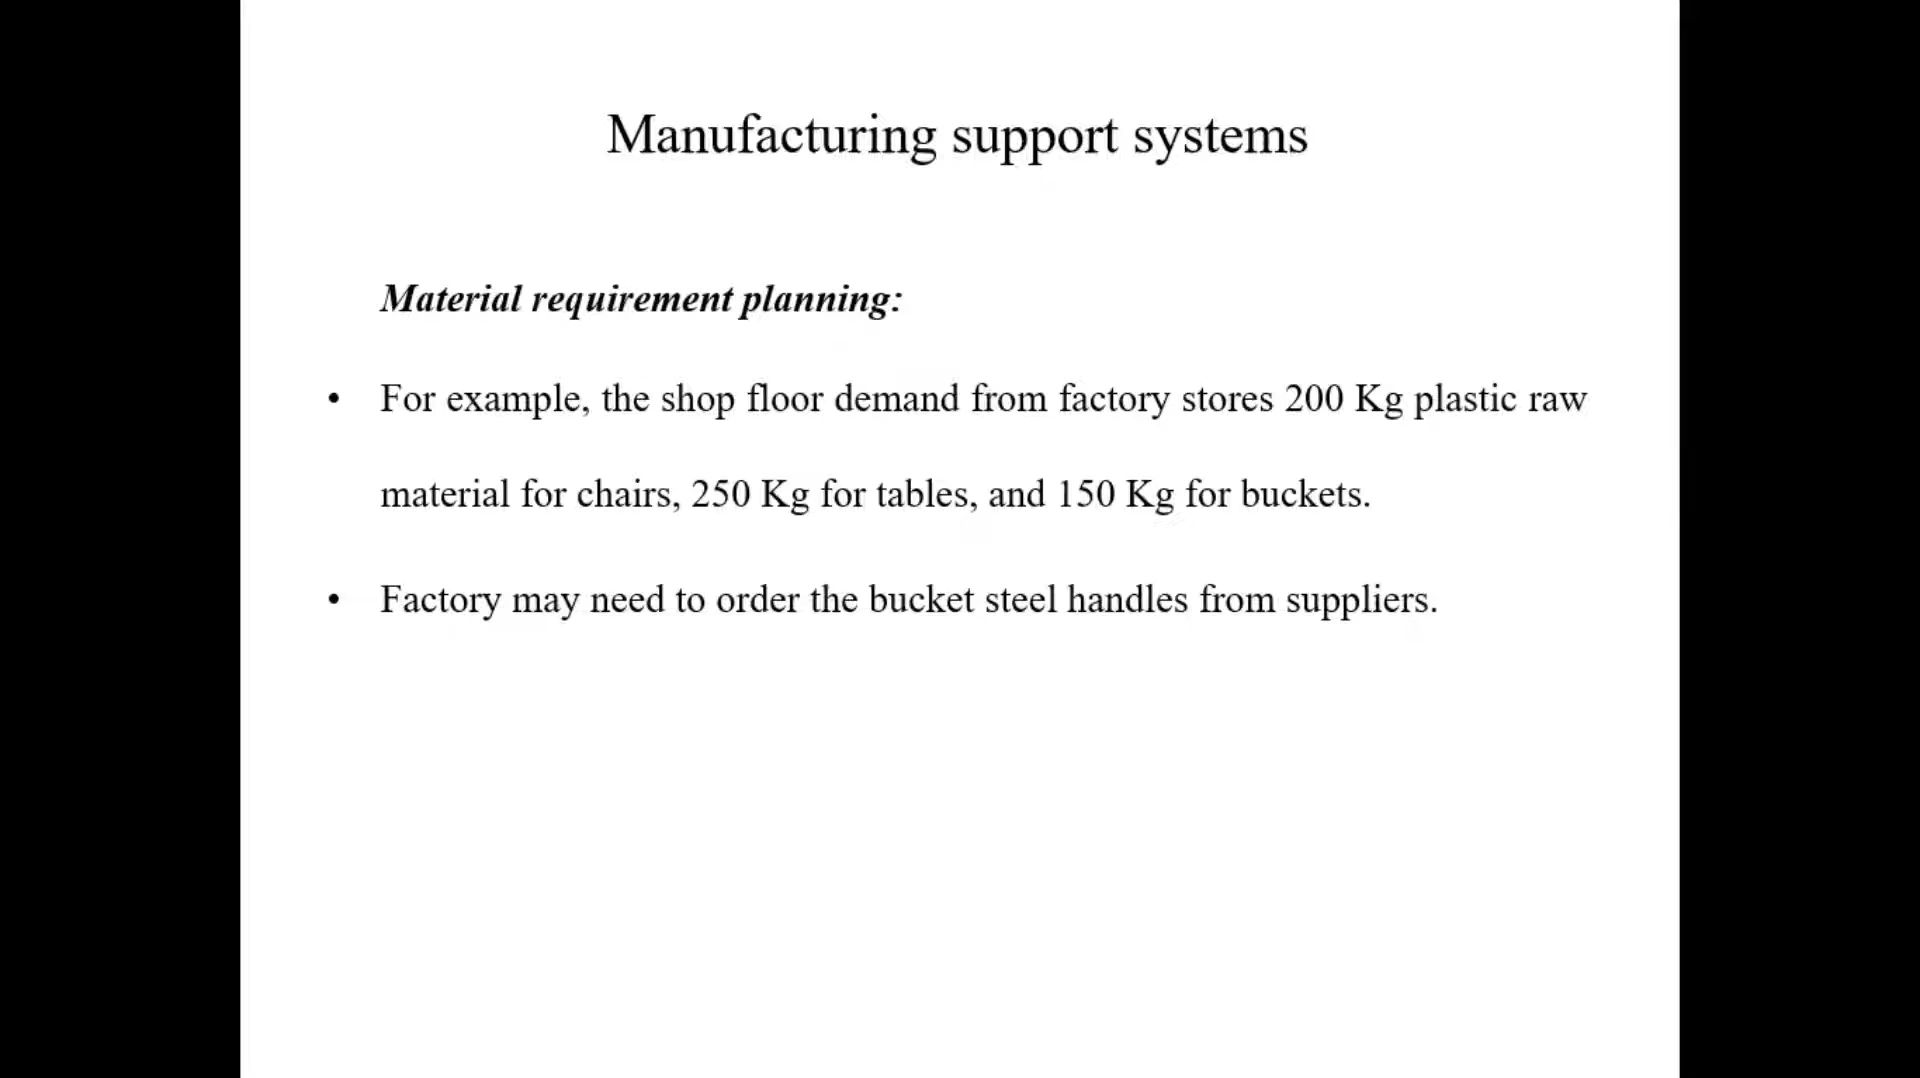 Manufacturing support systems
Material requirement planning:
• For example, the shop floor demand from factory stores 200 Kg plastic raw
material for chairs, 250 Kg for tables, and 150 Kg for buckets.
• Factory may need to order the bucket steel handles from suppliers.